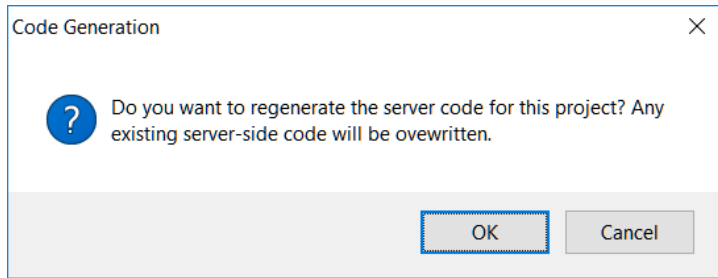 Code Generation
?
Do you want to regenerate the server code for this project? Any
existing server-side code will be ovewritten.
OK
Cancel